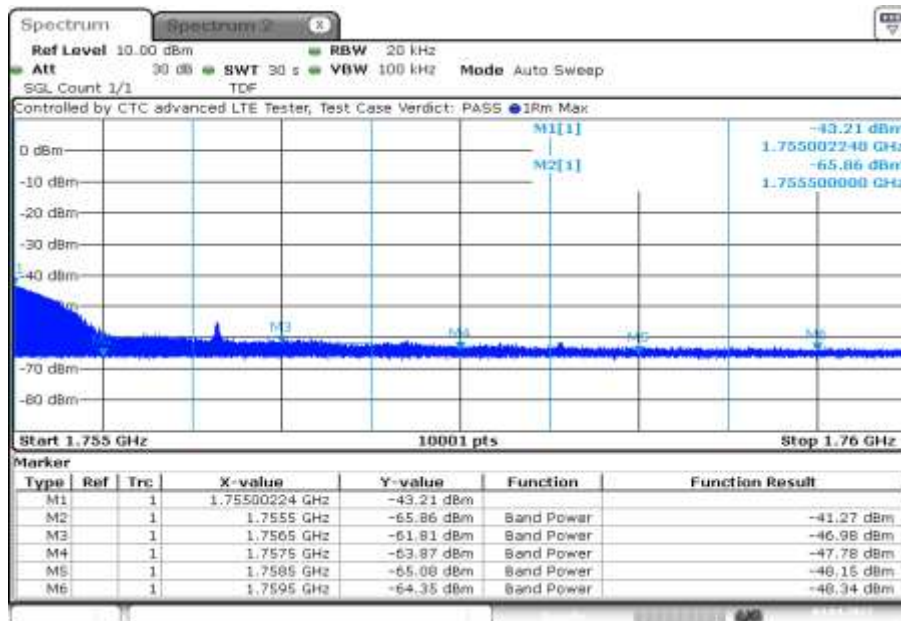 Spectrum Spectrum 2 X
Ref Level 10.00 dBm RBW 20 kHz
Att 30 dB SWT 30 s VBW 100 kHz Mode Auto Sweep
SGL Count 1/1 TDF
Controlled by CTC advanced LTE Tester, Test Case Verdict: PASS 1Rm Max
M1[1] -43.21 dBm
1.755002240 GHz
M2[1] -65.86 dBm
1.755500000 GHz
0 dBm
-10 dBm
-20 dBm
-30 dBm
-40 dBm
M3 M4 M5 M6
-70 dBm
-80 dBm
Start 1.755 GHz 10001 pts Stop 1.76 GHz
Marker
Type Ref Trc X-value Y-value Function Function Result
M1 1 1.75500224 GHz -43.21 dBm
M2 1 1.7555 GHz -65.86 dBm Band Power -41.27 dBm
M3 1 1.7565 GHz -61.81 dBm Band Power -46.98 dBm
M4 1 1.7575 GHz -63.87 dBm Band Power -47.78 dBm
M5 1 1.7585 GHz -65.08 dBm Band Power -48.15 dBm
M6 1 1.7595 GHz -64.35 dBm Band Power -48.34 dBm